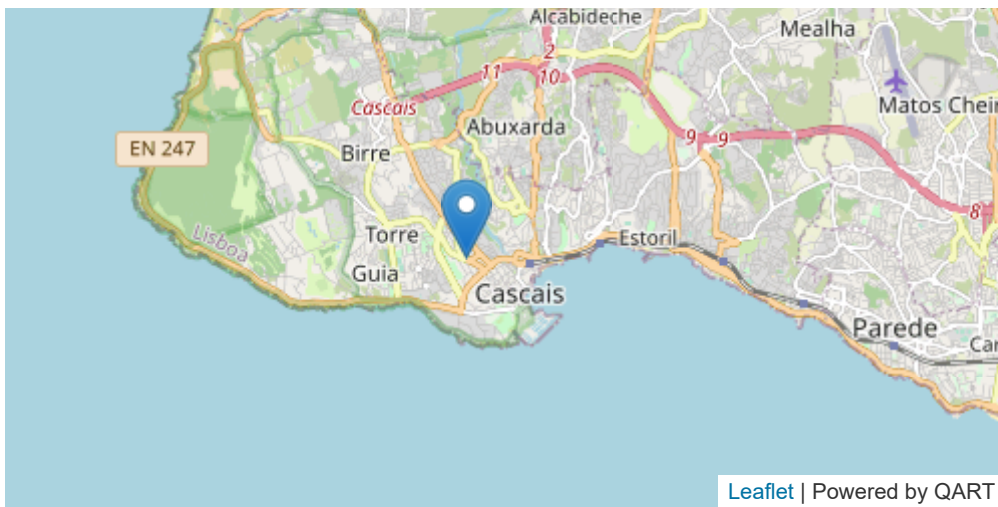 Alcabideche
Mealha
2
11
10
Cascais
Matos Chei
Abuxarda
9
9
EN 247
Birre
8
Lisboa
Torre
Estoril
Guia
Cascais
Parede
Car
Leaflet | Powered by QART